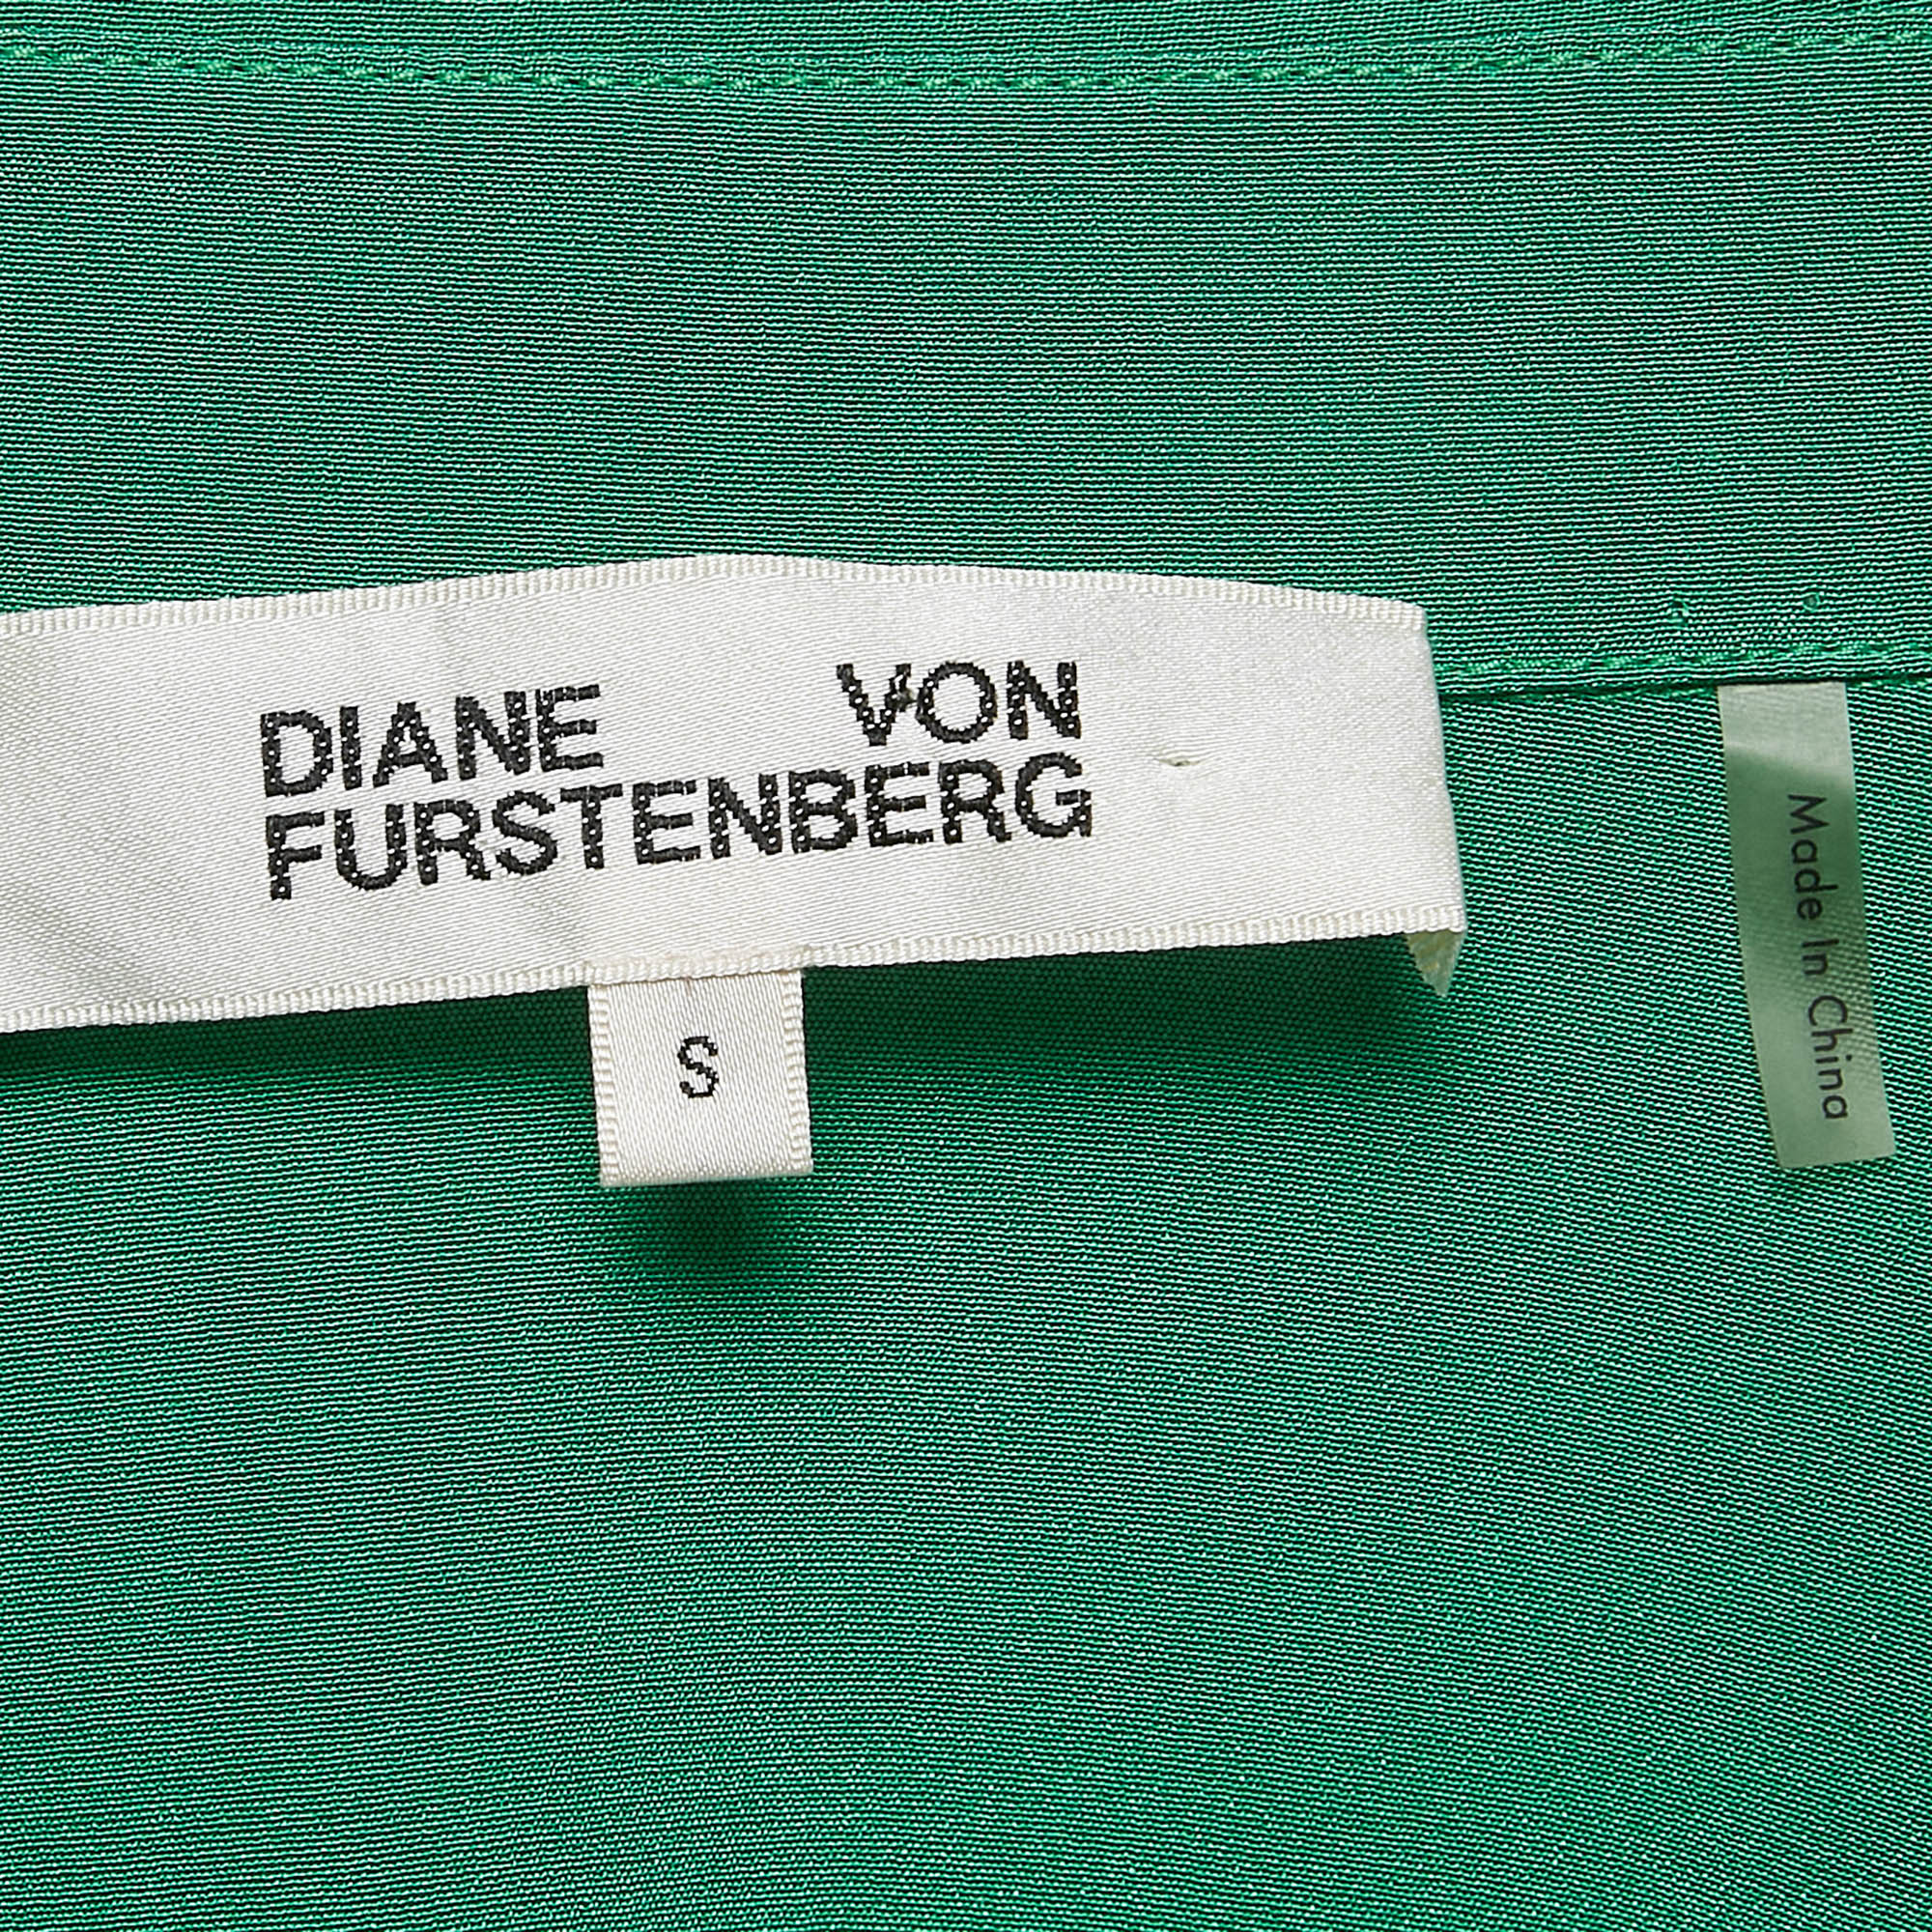 DIANE VON
FURSTENBERG
S
Made In China